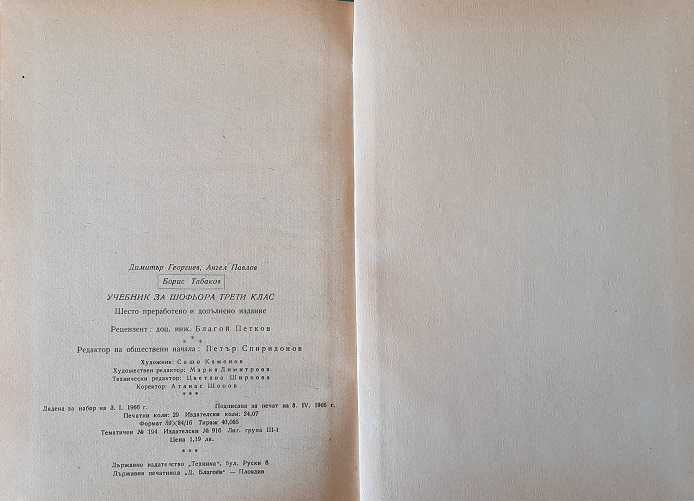 Димитър Георгиев, Ангел Павлов
Борис Табаков
УЧЕБНИК ЗА ШОФЬОРА ТРЕТИ КЛАС
Шесто преработено и допълнено издание
Рецензент: доц. инж. Благой Петков
* * *
Редактор на обществени начала: Петър Спиридонов
Художник: Сашо Каменов
Художествен редактор: Мария Димитрова
Технически редактор: Цветана Ширкова
Коректор: Атанас Шопов
* * *
Дадена за набор на 3. I. 1966 г. Подписана за печат на 8. IV. 1966 г.
Печатни коли: 29 Издателски коли: 24,07
Формат 59×84/16 Тираж 40,085
Тематичен № 194 Издателски № 916 Лит. група III-1
Цена 1,19 лв.
* * *
Държавно издателство „Техника“, бул. Руски 6
Държавна печатница „Д. Благоев“ — Пловдив